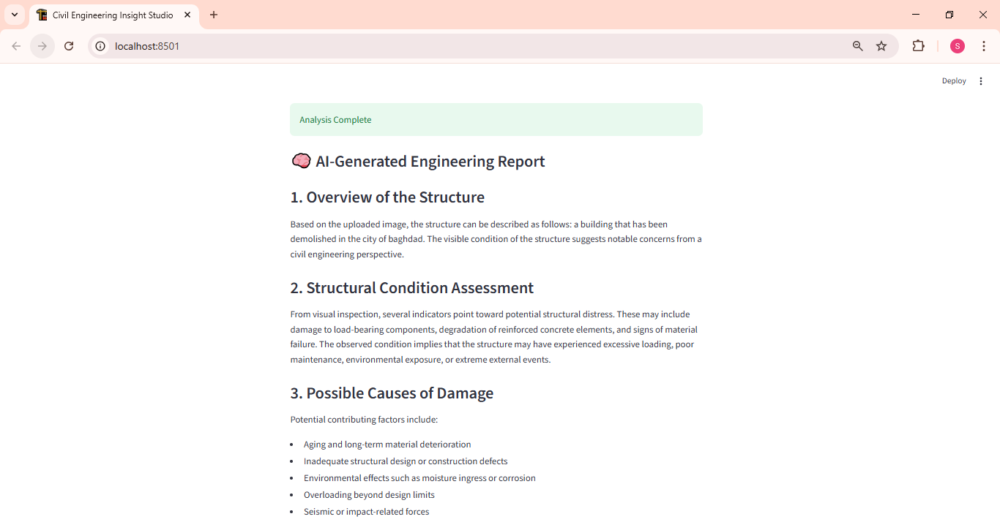 Civil Engineering Insight Studio
localhost:8501
S
Deploy
Analysis Complete
AI-Generated Engineering Report
1. Overview of the Structure
Based on the uploaded image, the structure can be described as follows: a building that has been
demolished in the city of baghdad. The visible condition of the structure suggests notable concerns from a
civil engineering perspective.
2. Structural Condition Assessment
From visual inspection, several indicators point toward potential structural distress. These may include
damage to load-bearing components, degradation of reinforced concrete elements, and signs of material
failure. The observed condition implies that the structure may have experienced excessive loading, poor
maintenance, environmental exposure, or extreme external events.
3. Possible Causes of Damage
Potential contributing factors include:
• Aging and long-term material deterioration
• Inadequate structural design or construction defects
• Environmental effects such as moisture ingress or corrosion
• Overloading beyond design limits
• Seismic or impact-related forces